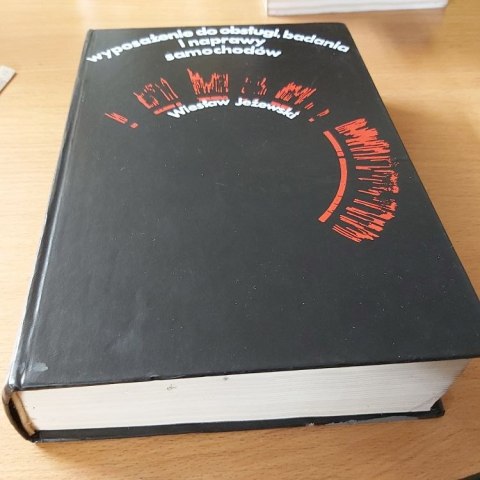 wyposażenie do obsługi, badania
i naprawy
samochodów
Wiesław Jeżewski